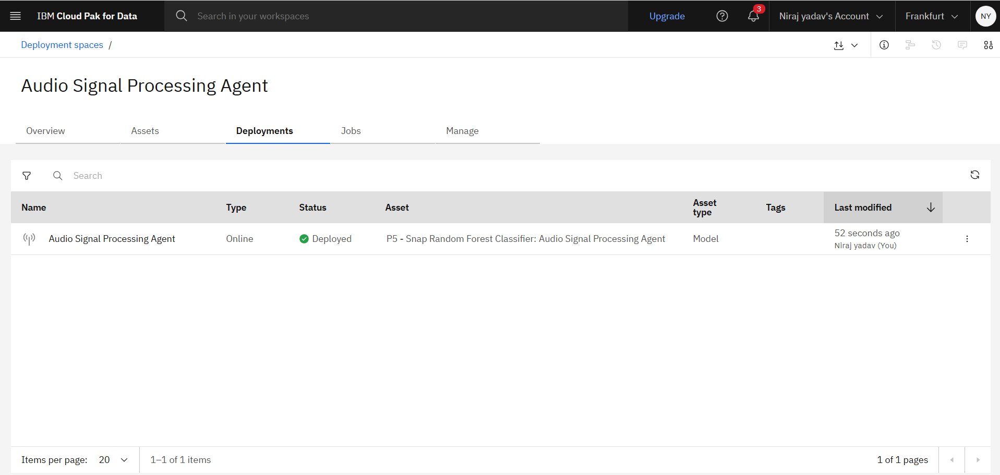 IBM Cloud Pak for Data
Search in your workspaces
Upgrade
3
Niraj yadav's Account
Frankfurt
NY
Deployment spaces /
Audio Signal Processing Agent
Overview
Assets
Deployments
Jobs
Manage
Search
Name
Type
Status
Asset
Asset
type
Tags
Last modified
Audio Signal Processing Agent
Online
Deployed
P5 - Snap Random Forest Classifier: Audio Signal Processing Agent
Model
52 seconds ago
Niraj yadav (You)
Items per page: 20
1–1 of 1 items
1 of 1 pages